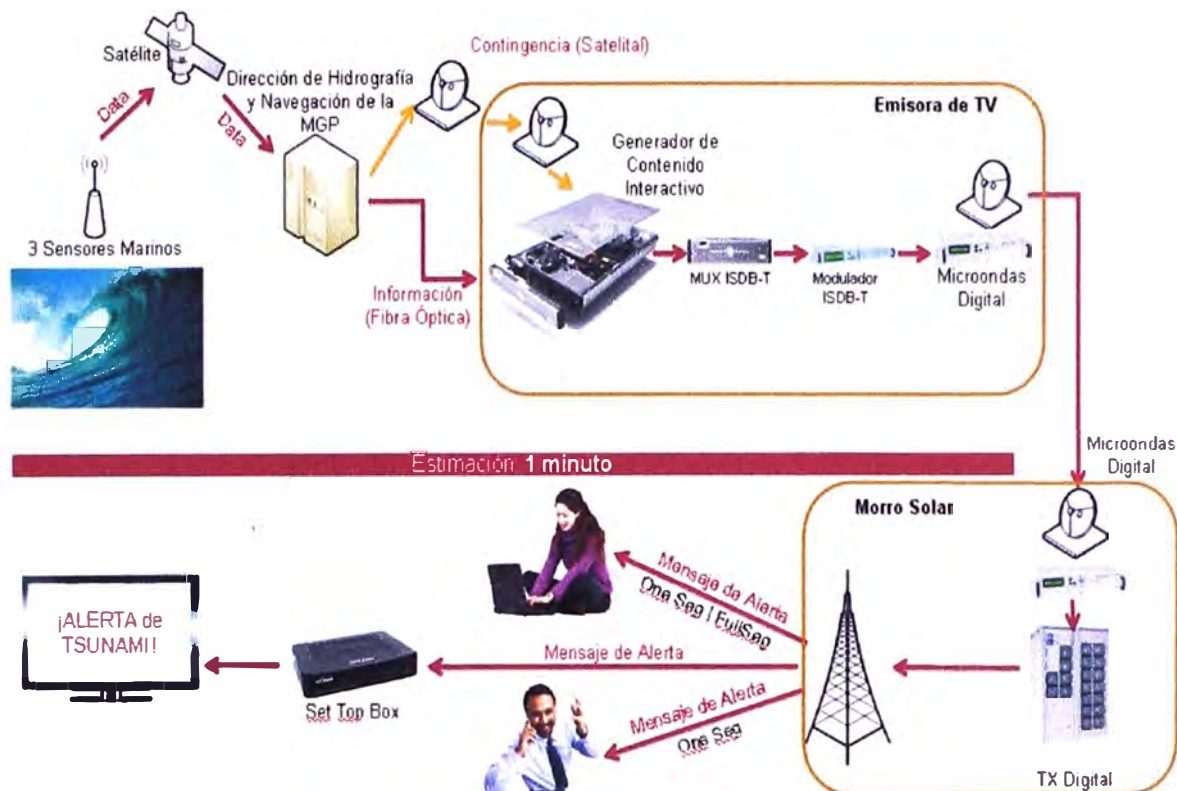 Satélite
Data
Data
3 Sensores Marinos
Dirección de Hidrografía
y Navegación de la
MGP
Contingencia (Satelital)
Información
(Fibra Óptica)
Emisora de TV
Generador de
Contenido
Interactivo
MUX ISDB-T
Modulador
ISDB-T
Microondas
Digital
Estimación 1 minuto
Microondas
Digital
Morro Solar
Mensaje de Alerta
One Seg / FullSeg
Mensaje de Alerta
Mensaje de Alerta
One Seg
¡ALERTA de
TSUNAMI!
Set Top Box
TX Digital